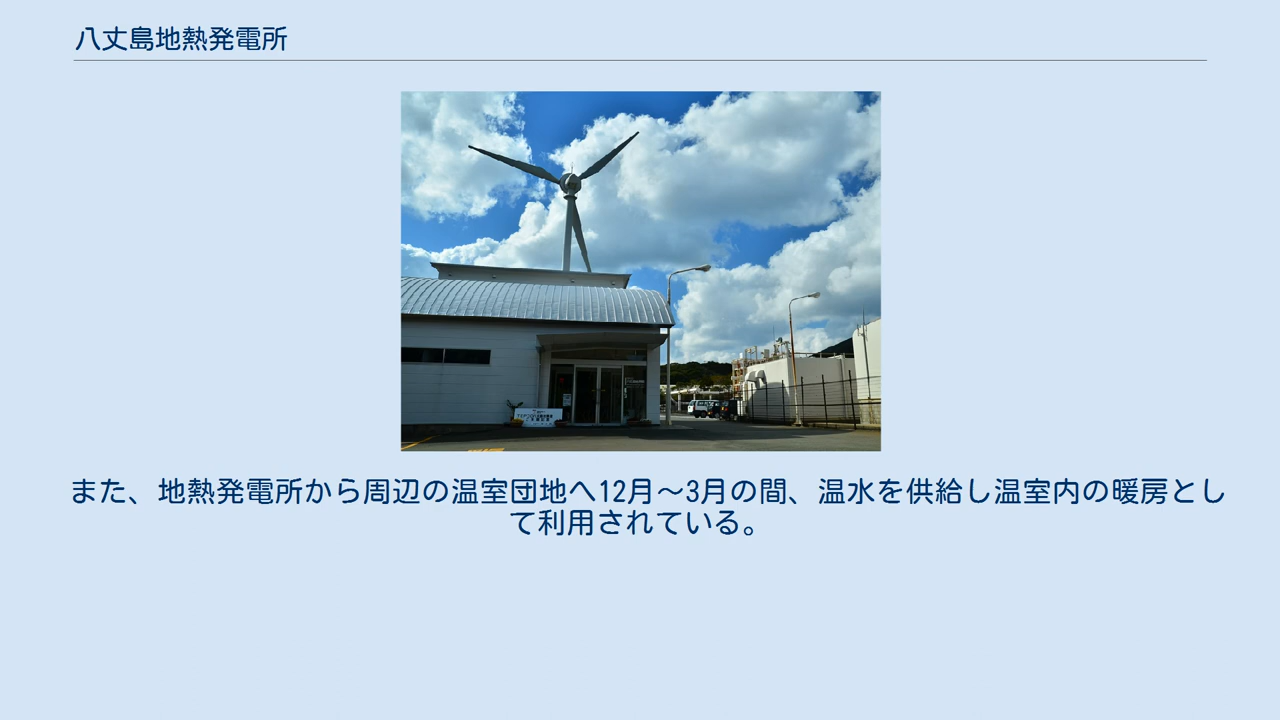 八丈島地熱発電所
また、地熱発電所から周辺の温室団地へ12月〜3月の間、温水を供給し温室内の暖房とし
て利用されている。